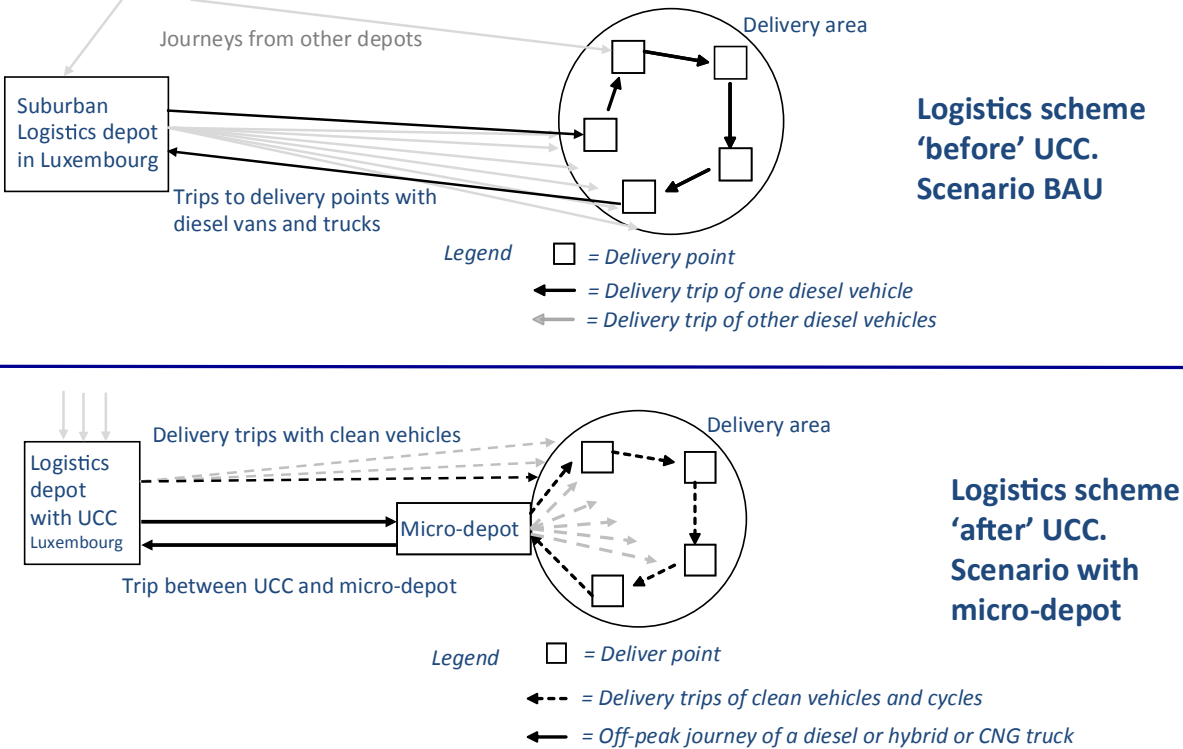 Journeys from other depots
Delivery area
Suburban
Logistics depot
in Luxembourg
Trips to delivery points with
diesel vans and trucks
Logistics scheme
‘before’ UCC.
Scenario BAU
Legend
= Delivery point
= Delivery trip of one diesel vehicle
= Delivery trip of other diesel vehicles
Delivery trips with clean vehicles
Delivery area
Logistics
depot
with UCC
Luxembourg
Micro-depot
Trip between UCC and micro-depot
Logistics scheme
‘after’ UCC.
Scenario with
micro-depot
Legend
= Deliver point
= Delivery trips of clean vehicles and cycles
= Off-peak journey of a diesel or hybrid or CNG truck